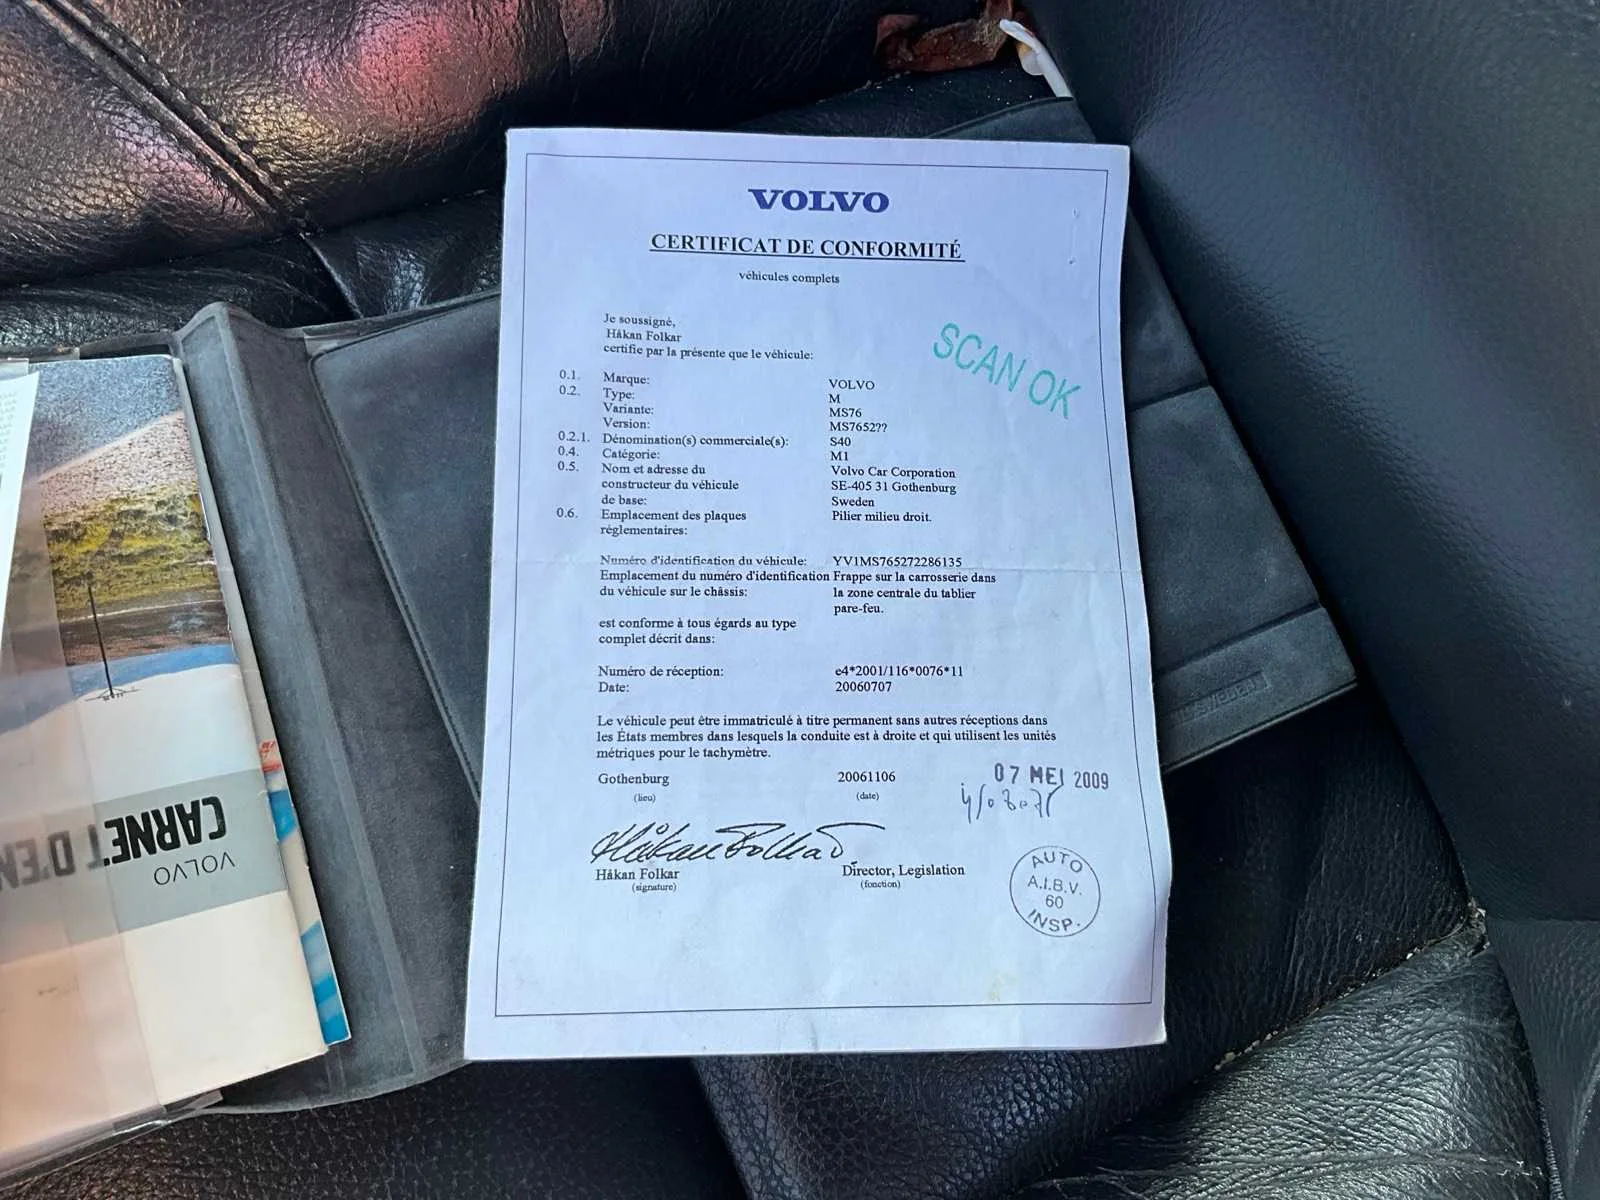 VOLVO
CERTIFICAT DE CONFORMITÉ
véhicules complets
Je soussigné,
Håkan Folkar
certifie par la présente que le véhicule:
SCAN OK
0.1. Marque: VOLVO
0.2. Type: M
Variante: MS76
Version: MS7652??
0.2.1. Dénomination(s) commerciale(s): S40
0.4. Catégorie: M1
0.5. Nom et adresse du Volvo Car Corporation
constructeur du véhicule SE-405 31 Gothenburg
de base: Sweden
0.6. Emplacement des plaques Pilier milieu droit.
réglementaires:
Numéro d'identification du véhicule: YV1MS765272286135
Emplacement du numéro d'identification Frappe sur la carrosserie dans
du véhicule sur le châssis: la zone centrale du tablier
pare-feu.
est conforme à tous égards au type
complet décrit dans:
Numéro de réception: e4*2001/116*0076*11
Date: 20060707
Le véhicule peut être immatriculé à titre permanent sans autres réceptions dans
les États membres dans lesquels la conduite est à droite et qui utilisent les unités
métriques pour le tachymètre.
Gothenburg 20061106
(lieu) (date)
07 MEI 2009
Håkan Folkar
Håkan Folkar Director, Legislation
(signature) (fonction)
AUTO
A.I.B.V.
60
INSP.
CARNET D'EN
VOLVO
SWEDEN